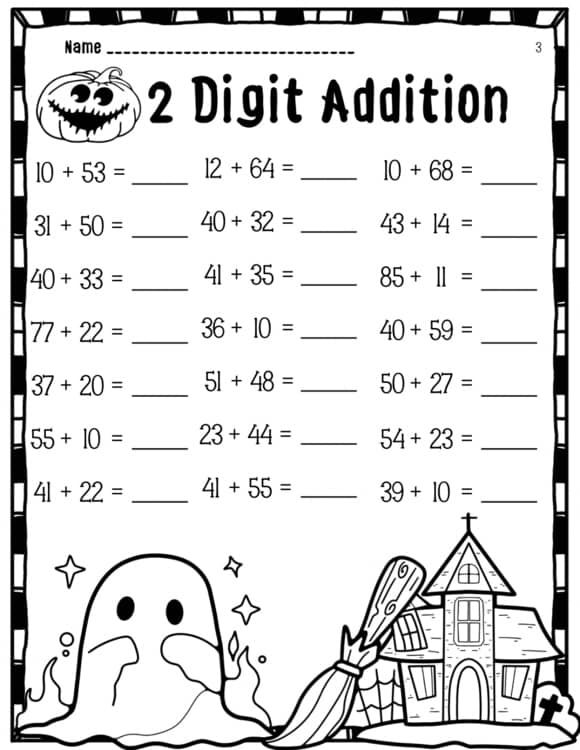 Name ____________________________ 3
2 Digit Addition
10 + 53 = ____ 12 + 64 = ____ 10 + 68 = ____
31 + 50 = ____ 40 + 32 = ____ 43 + 14 = ____
40 + 33 = ____ 41 + 35 = ____ 85 + 11 = ____
77 + 22 = ____ 36 + 10 = ____ 40 + 59 = ____
37 + 20 = ____ 51 + 48 = ____ 50 + 27 = ____
55 + 10 = ____ 23 + 44 = ____ 54 + 23 = ____
41 + 22 = ____ 41 + 55 = ____ 39 + 10 = ____